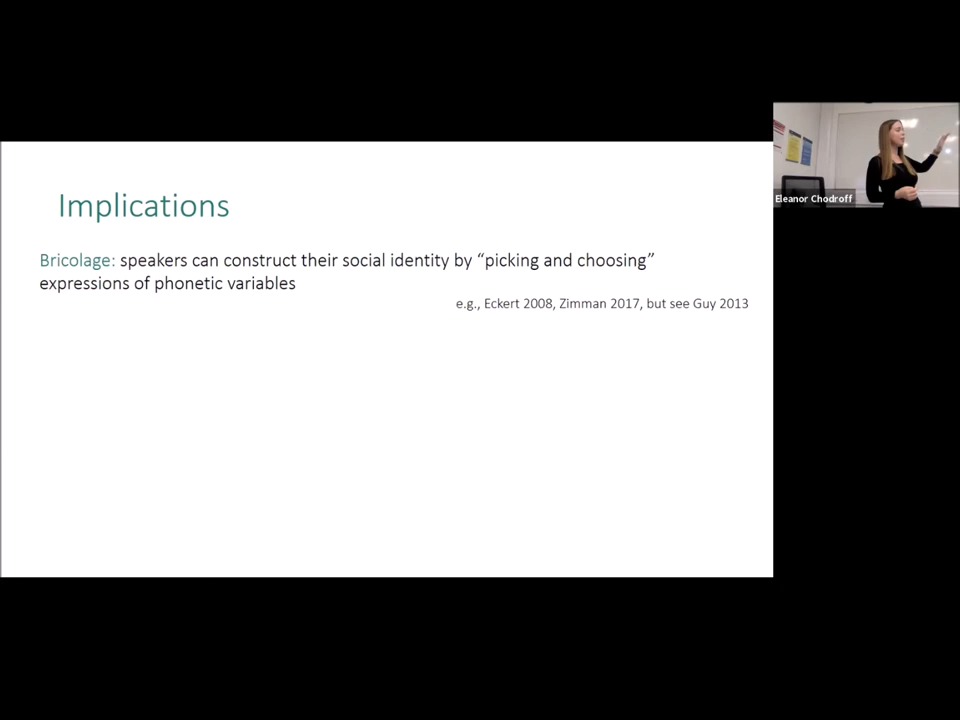 Implications
Bricolage: speakers can construct their social identity by “picking and choosing”
expressions of phonetic variables
e.g., Eckert 2008, Zimman 2017, but see Guy 2013
Eleanor Chodroff